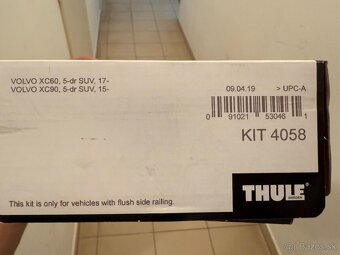 VOLVO XC60, 5-dr SUV, 17-
VOLVO XC90, 5-dr SUV, 15-
09.04.19 > UPC-A
0 91021 53046 1
KIT 4058
THULE
SWEDEN
This kit is only for vehicles with flush side railing.